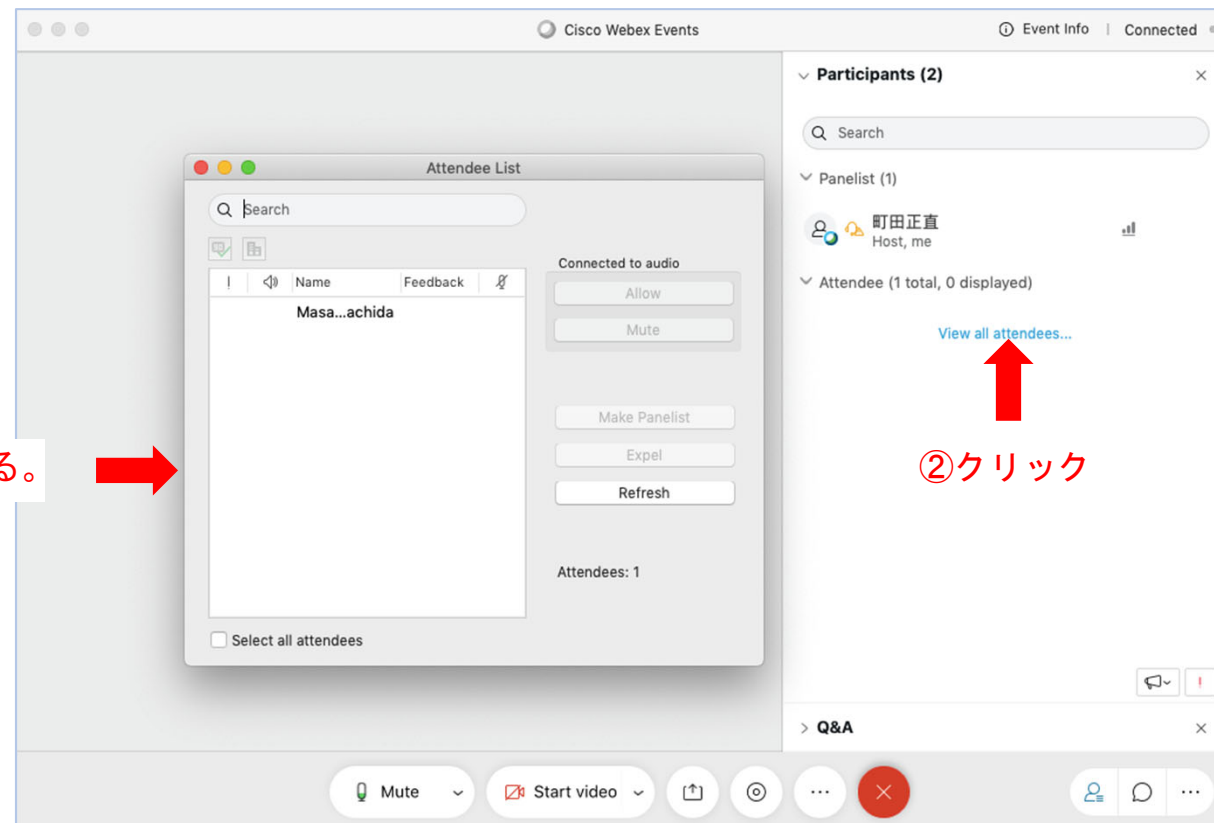 Cisco Webex Events
Event Info
Connected
Participants (2)
Search
Panelist (1)
町田正直
Host, me
Attendee (1 total, 0 displayed)
View all attendees...
②クリック
Attendee List
Search
Name
Feedback
Masa...achida
Connected to audio
Allow
Mute
Make Panelist
Expel
Refresh
Attendees: 1
Select all attendees
る。
Q&A
Mute
Start video